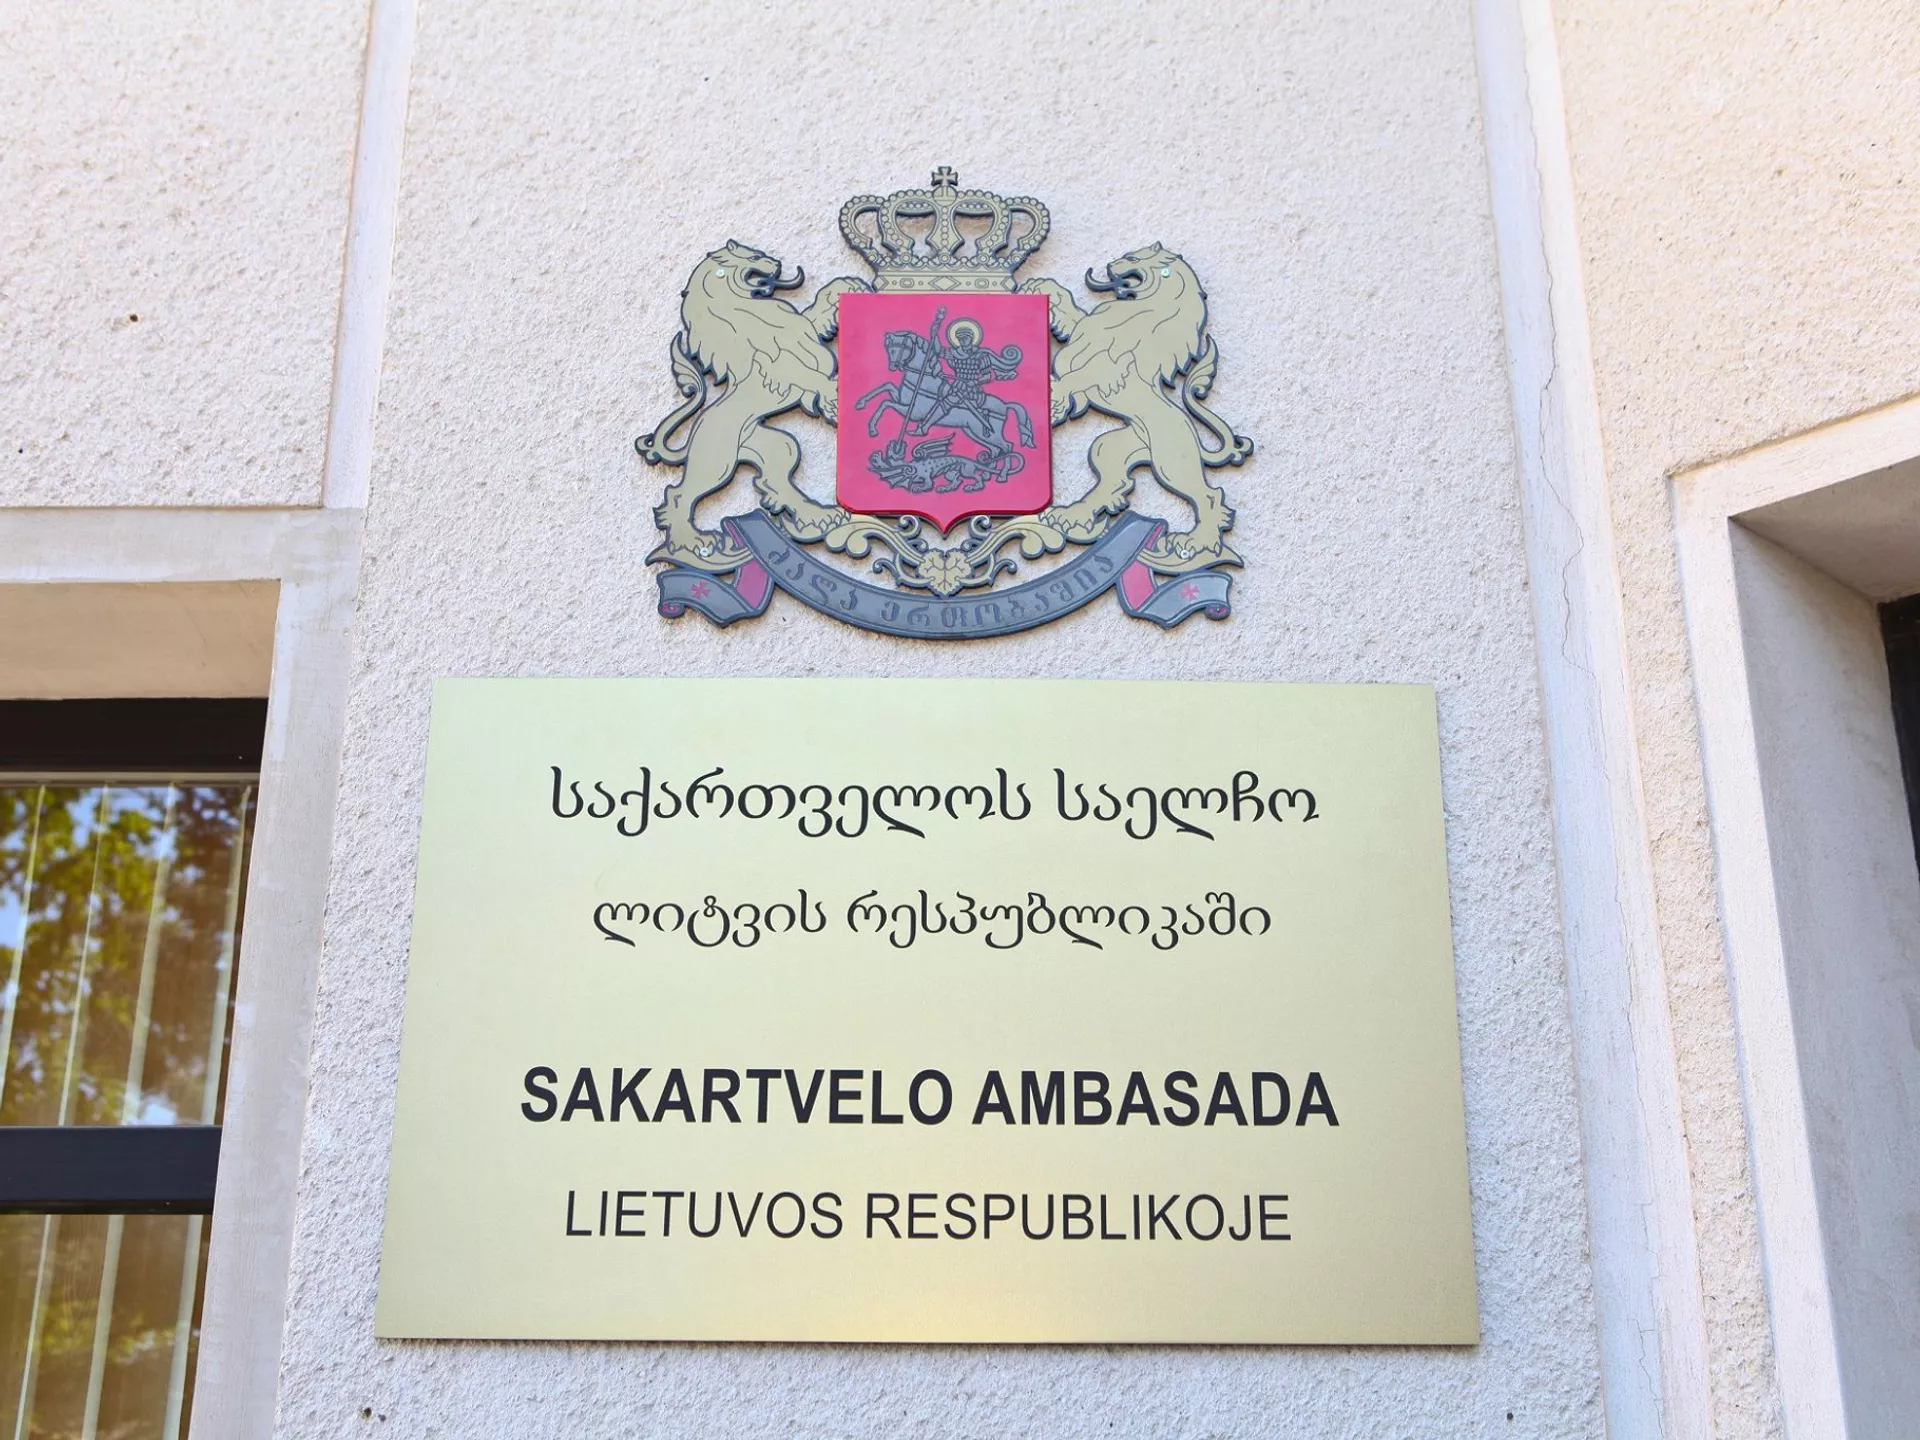 ძალა ერთობაშია
საქართველოს საელჩო
ლიტვის რესპუბლიკაში
SAKARTVELO AMBASADA
LIETUVOS RESPUBLIKOJE